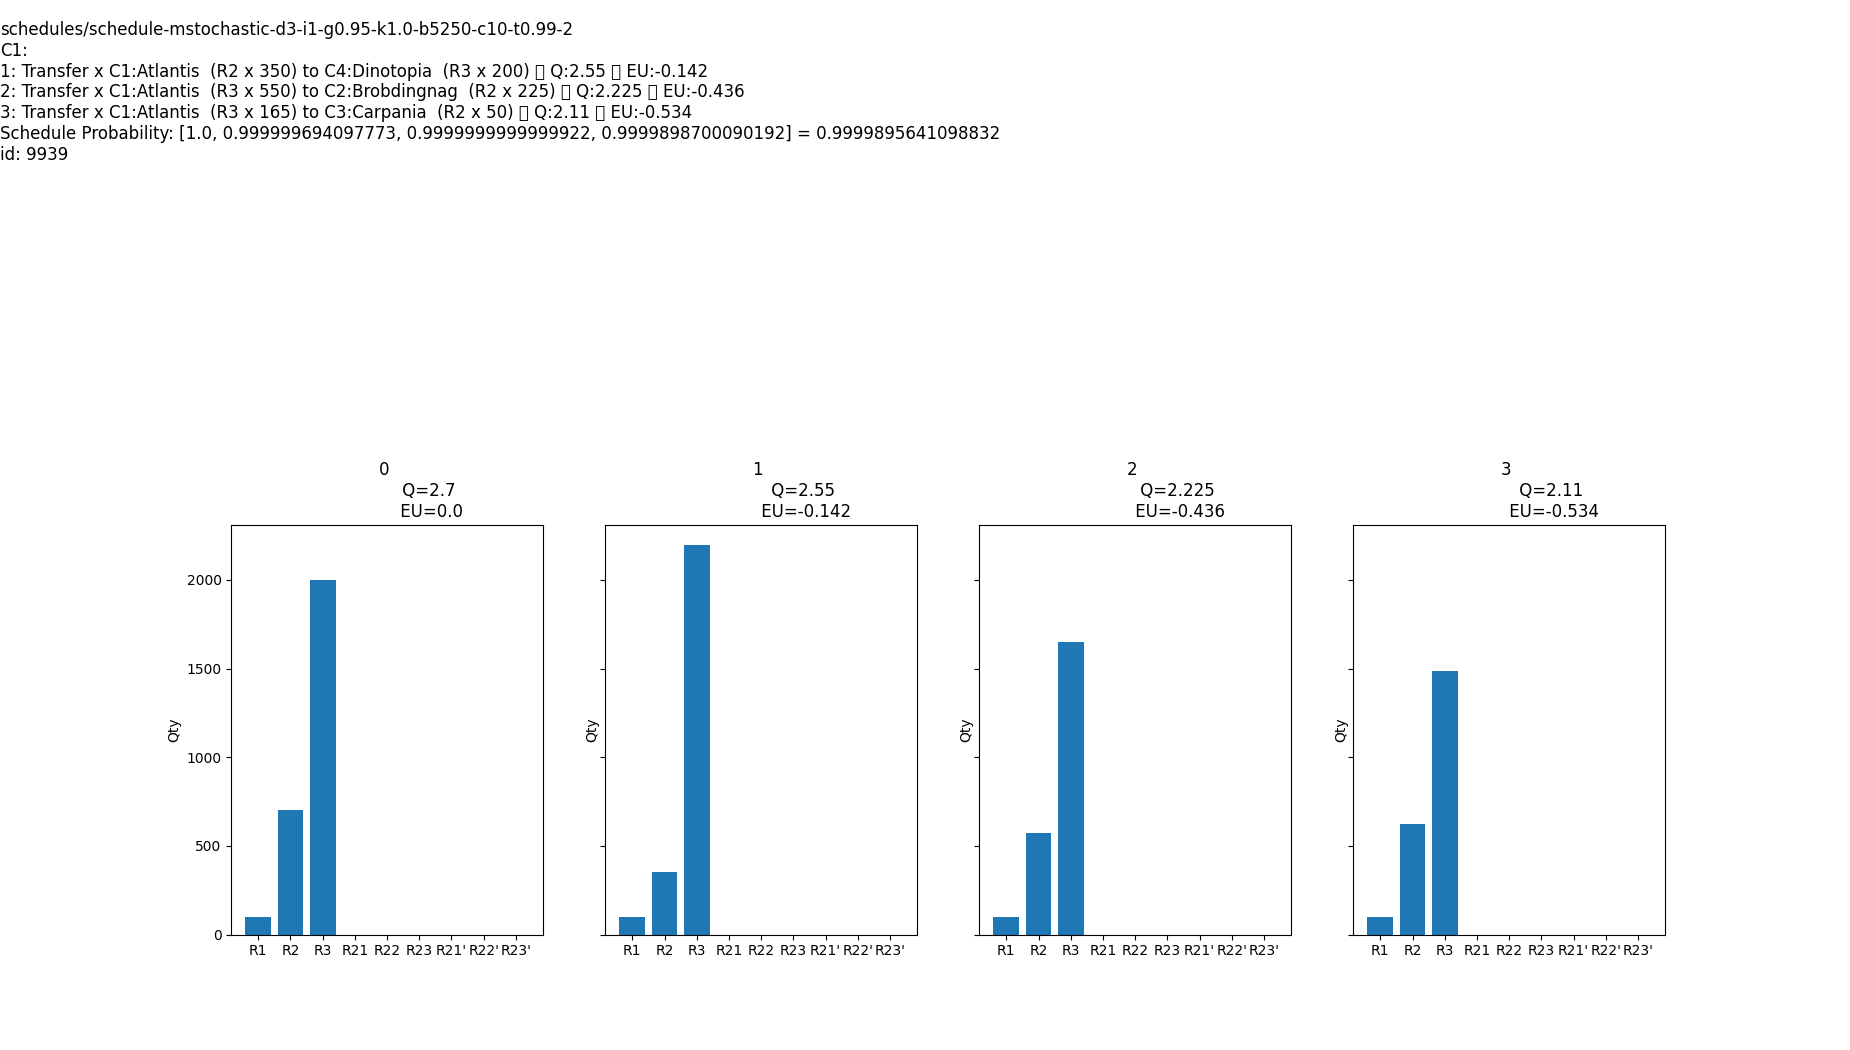 schedules/schedule-mstochastic-d3-i1-g0.95-k1.0-b5250-c10-t0.99-2
C1:
1: Transfer x C1:Atlantis  (R2 x 350) to C4:Dinotopia  (R3 x 200) ▯ Q:2.55 ▯ EU:-0.142
2: Transfer x C1:Atlantis  (R3 x 550) to C2:Brobdingnag  (R2 x 225) ▯ Q:2.225 ▯ EU:-0.436
3: Transfer x C1:Atlantis  (R3 x 165) to C3:Carpania  (R2 x 50) ▯ Q:2.11 ▯ EU:-0.534
Schedule Probability: [1.0, 0.999999694097773, 0.9999999999999922, 0.9999898700090192] = 0.9999895641098832
id: 9939
0
Q=2.7
EU=0.0
Qty
2000
1500
1000
500
0
R1 R2 R3 R21 R22 R23 R21' R22' R23'
1
Q=2.55
EU=-0.142
Qty
R1 R2 R3 R21 R22 R23 R21' R22' R23'
2
Q=2.225
EU=-0.436
Qty
R1 R2 R3 R21 R22 R23 R21' R22' R23'
3
Q=2.11
EU=-0.534
Qty
R1 R2 R3 R21 R22 R23 R21' R22' R23'